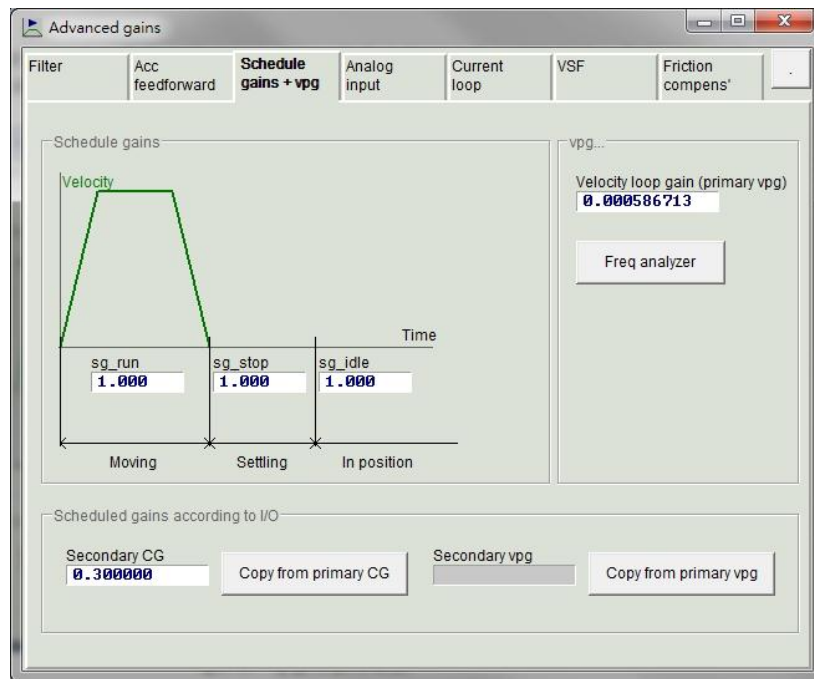 Advanced gains
Filter
Acc feedforward
Schedule gains + vpg
Analog input
Current loop
VSF
Friction compens'
.
Schedule gains
Velocity
Time
sg_run
1.000
sg_stop
1.000
sg_idle
1.000
Moving
Settling
In position
vpg...
Velocity loop gain (primary vpg)
0.000586713
Freq analyzer
Scheduled gains according to I/O
Secondary CG
0.300000
Copy from primary CG
Secondary vpg
Copy from primary vpg